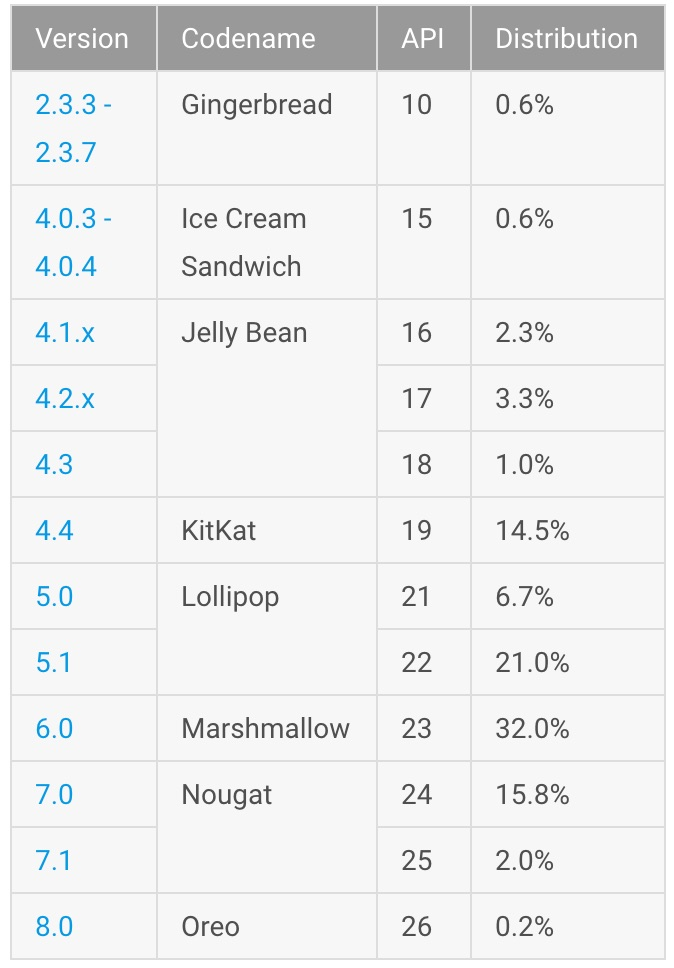 Version Codename API Distribution
2.3.3 - Gingerbread 10 0.6%
2.3.7
4.0.3 - Ice Cream 15 0.6%
4.0.4 Sandwich
4.1.x Jelly Bean 16 2.3%
4.2.x 17 3.3%
4.3 18 1.0%
4.4 KitKat 19 14.5%
5.0 Lollipop 21 6.7%
5.1 22 21.0%
6.0 Marshmallow 23 32.0%
7.0 Nougat 24 15.8%
7.1 25 2.0%
8.0 Oreo 26 0.2%